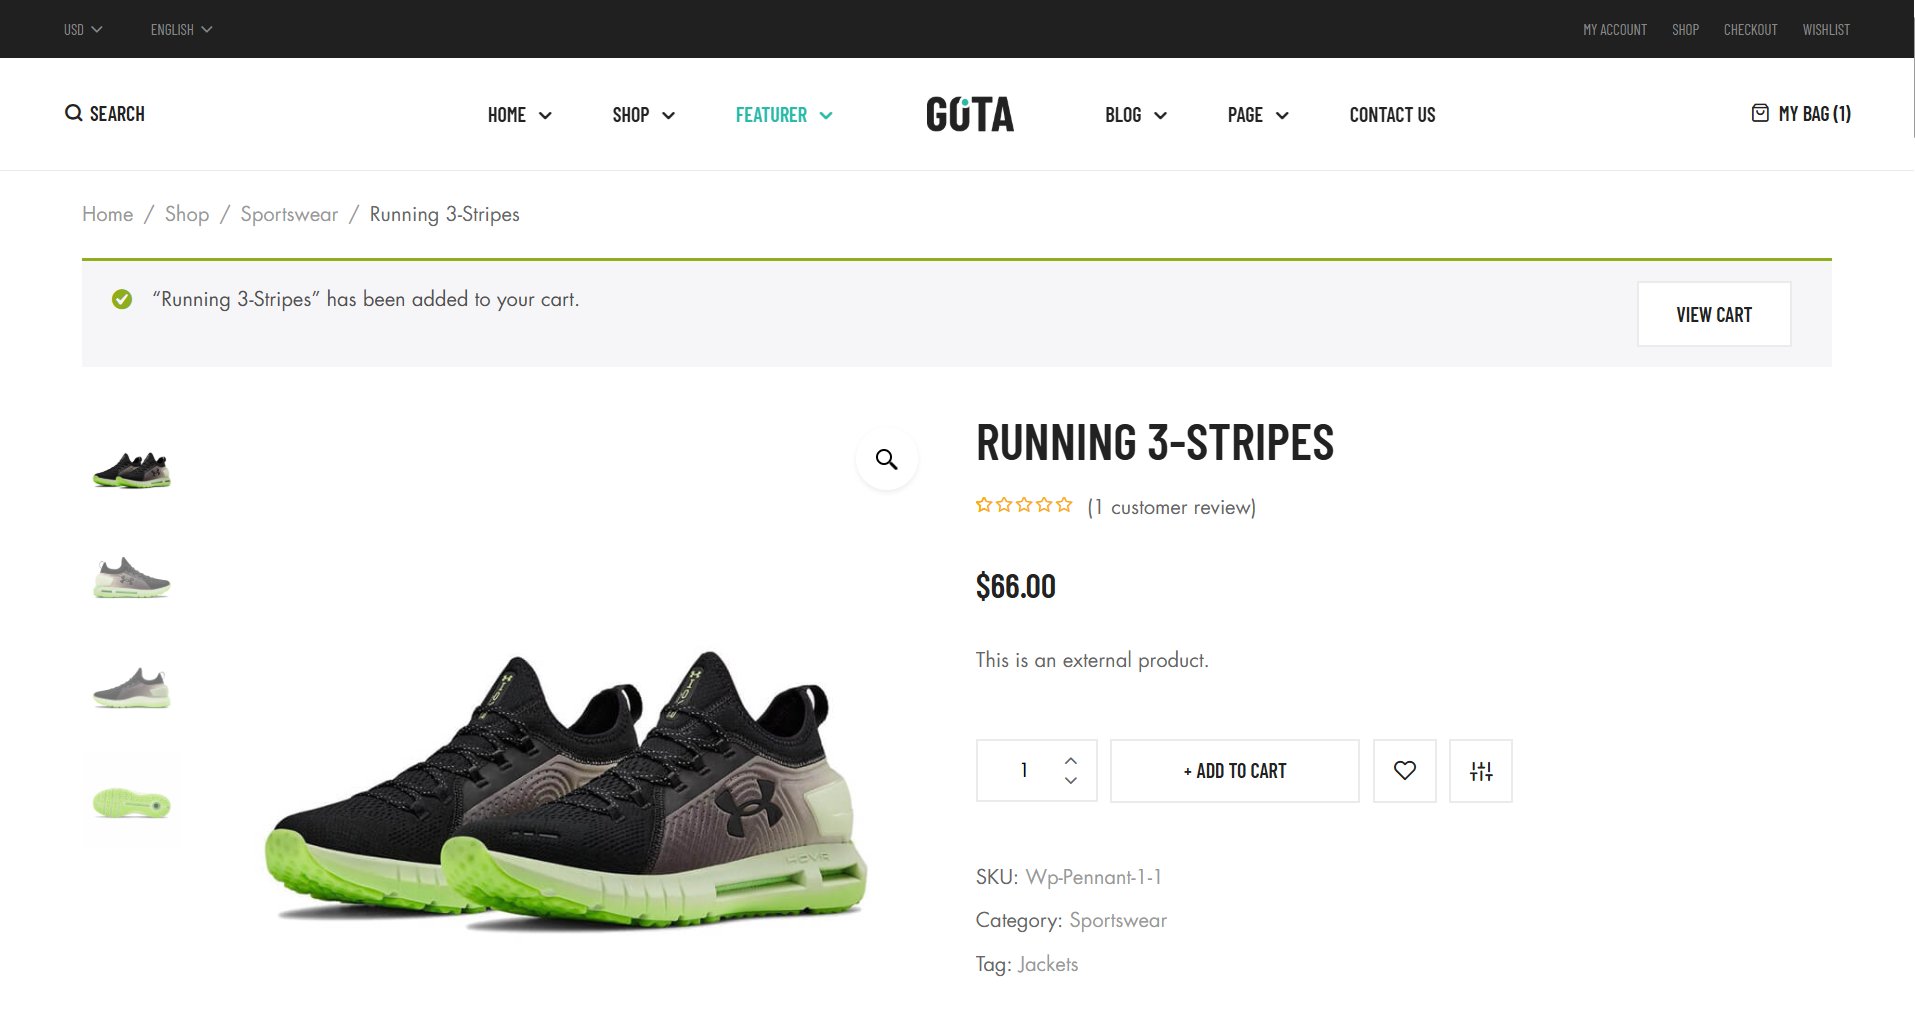 USD
ENGLISH
MY ACCOUNT
SHOP
CHECKOUT
WISHLIST
SEARCH
HOME
SHOP
FEATURER
GOTA
BLOG
PAGE
CONTACT US
MY BAG (1)
Home / Shop / Sportswear / Running 3-Stripes
“Running 3-Stripes” has been added to your cart.
VIEW CART
RUNNING 3-STRIPES
(1 customer review)
$66.00
This is an external product.
1
+ ADD TO CART
SKU: Wp-Pennant-1-1
Category: Sportswear
Tag: Jackets
HOVR